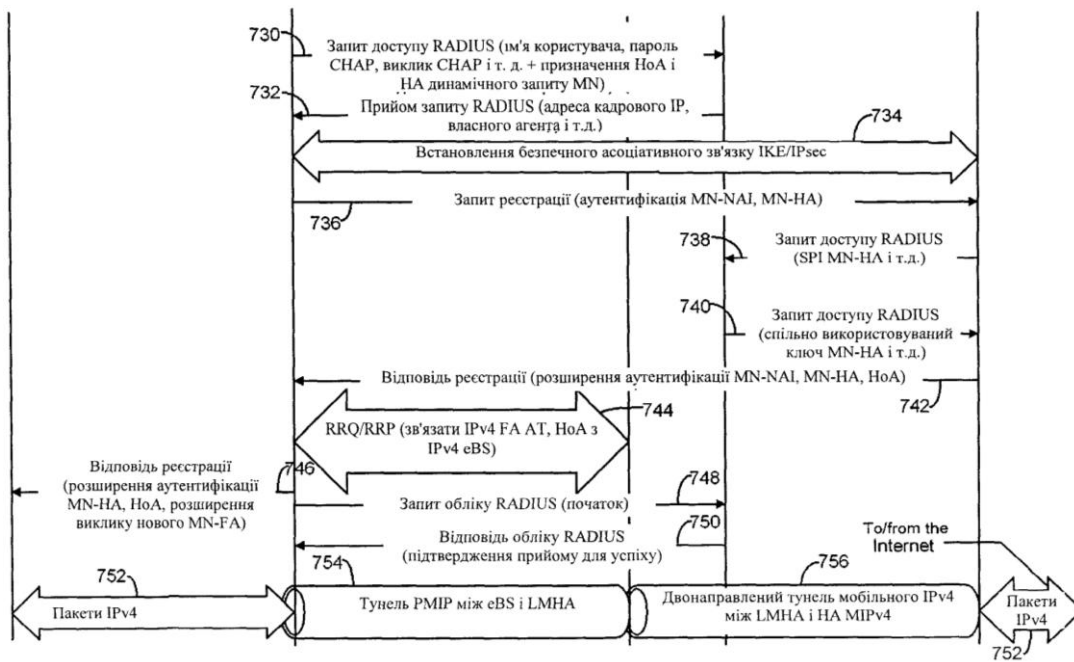 730
Запит доступу RADIUS (ім'я користувача, пароль
CHAP, виклик CHAP і т. д. + призначення HoA і
HA динамічного запиту MN)
732
Прийом запиту RADIUS (адреса кадрового IP,
власного агента і т.д.)
734
Встановлення безпечного асоціативного зв'язку IKE/IPsec
Запит реєстрації (аутентифікація MN-NAI, MN-HA)
736
738
Запит доступу RADIUS
(SPI MN-HA і т.д.)
740
Запит доступу RADIUS
(спільно використовуваний
ключ MN-HA і т.д.)
Відповідь реєстрації (розширення аутентифікації MN-NAI, MN-HA, HoA)
742
744
RRQ/RRP (зв'язати IPv4 FA AT, HoA з
IPv4 eBS)
Відповідь реєстрації
(розширення аутентифікації
MN-HA, HoA, розширення
виклику нового MN-FA)
746
748
Запит обліку RADIUS (початок)
750
Відповідь обліку RADIUS
(підтвердження прийому для успіху)
To/from the
Internet
752
Пакети IPv4
754
Тунель PMIP між eBS і LMHA
756
Двонаправлений тунель мобільного IPv4
між LMHA і HA MIPv4
Пакети
IPv4
752